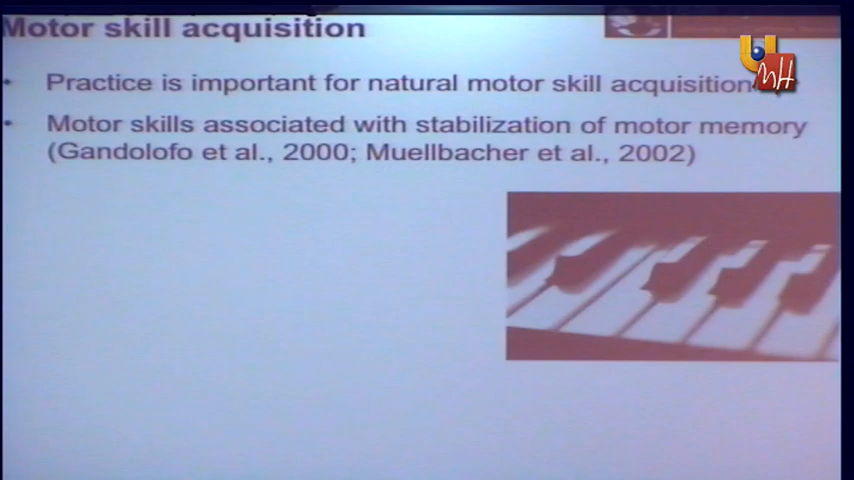 Motor skill acquisition
• Practice is important for natural motor skill acquisition
• Motor skills associated with stabilization of motor memory
(Gandolofo et al., 2000; Muellbacher et al., 2002)
UMH